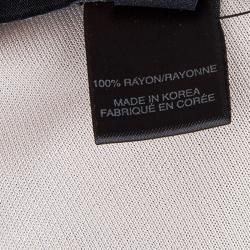 100% RAYON/RAYONNE
MADE IN KOREA
FABRIQUÉ EN CORÉE